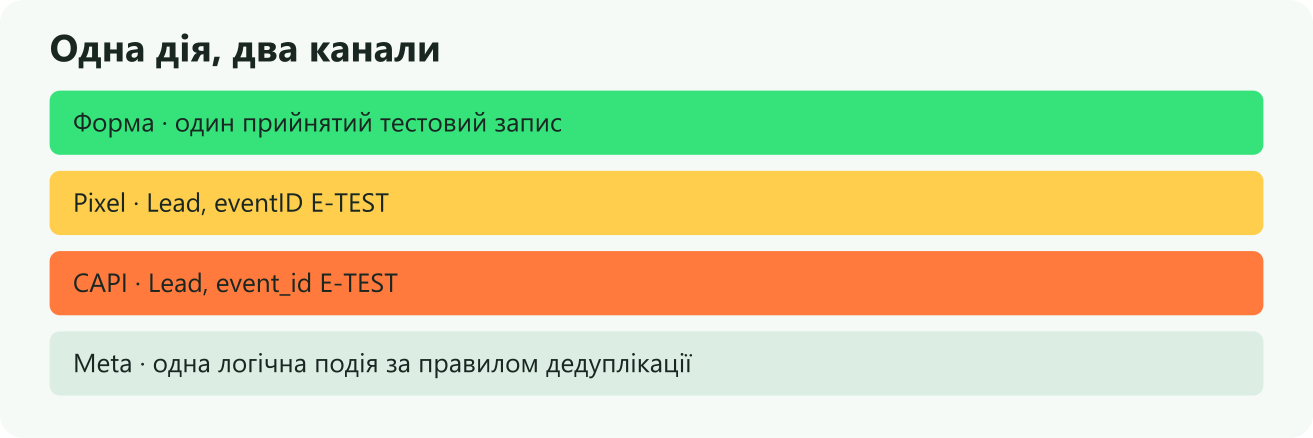 Одна дія, два канали
Форма · один прийнятий тестовий запис
Pixel · Lead, eventID E-TEST
CAPI · Lead, event_id E-TEST
Meta · одна логічна подія за правилом дедуплікації